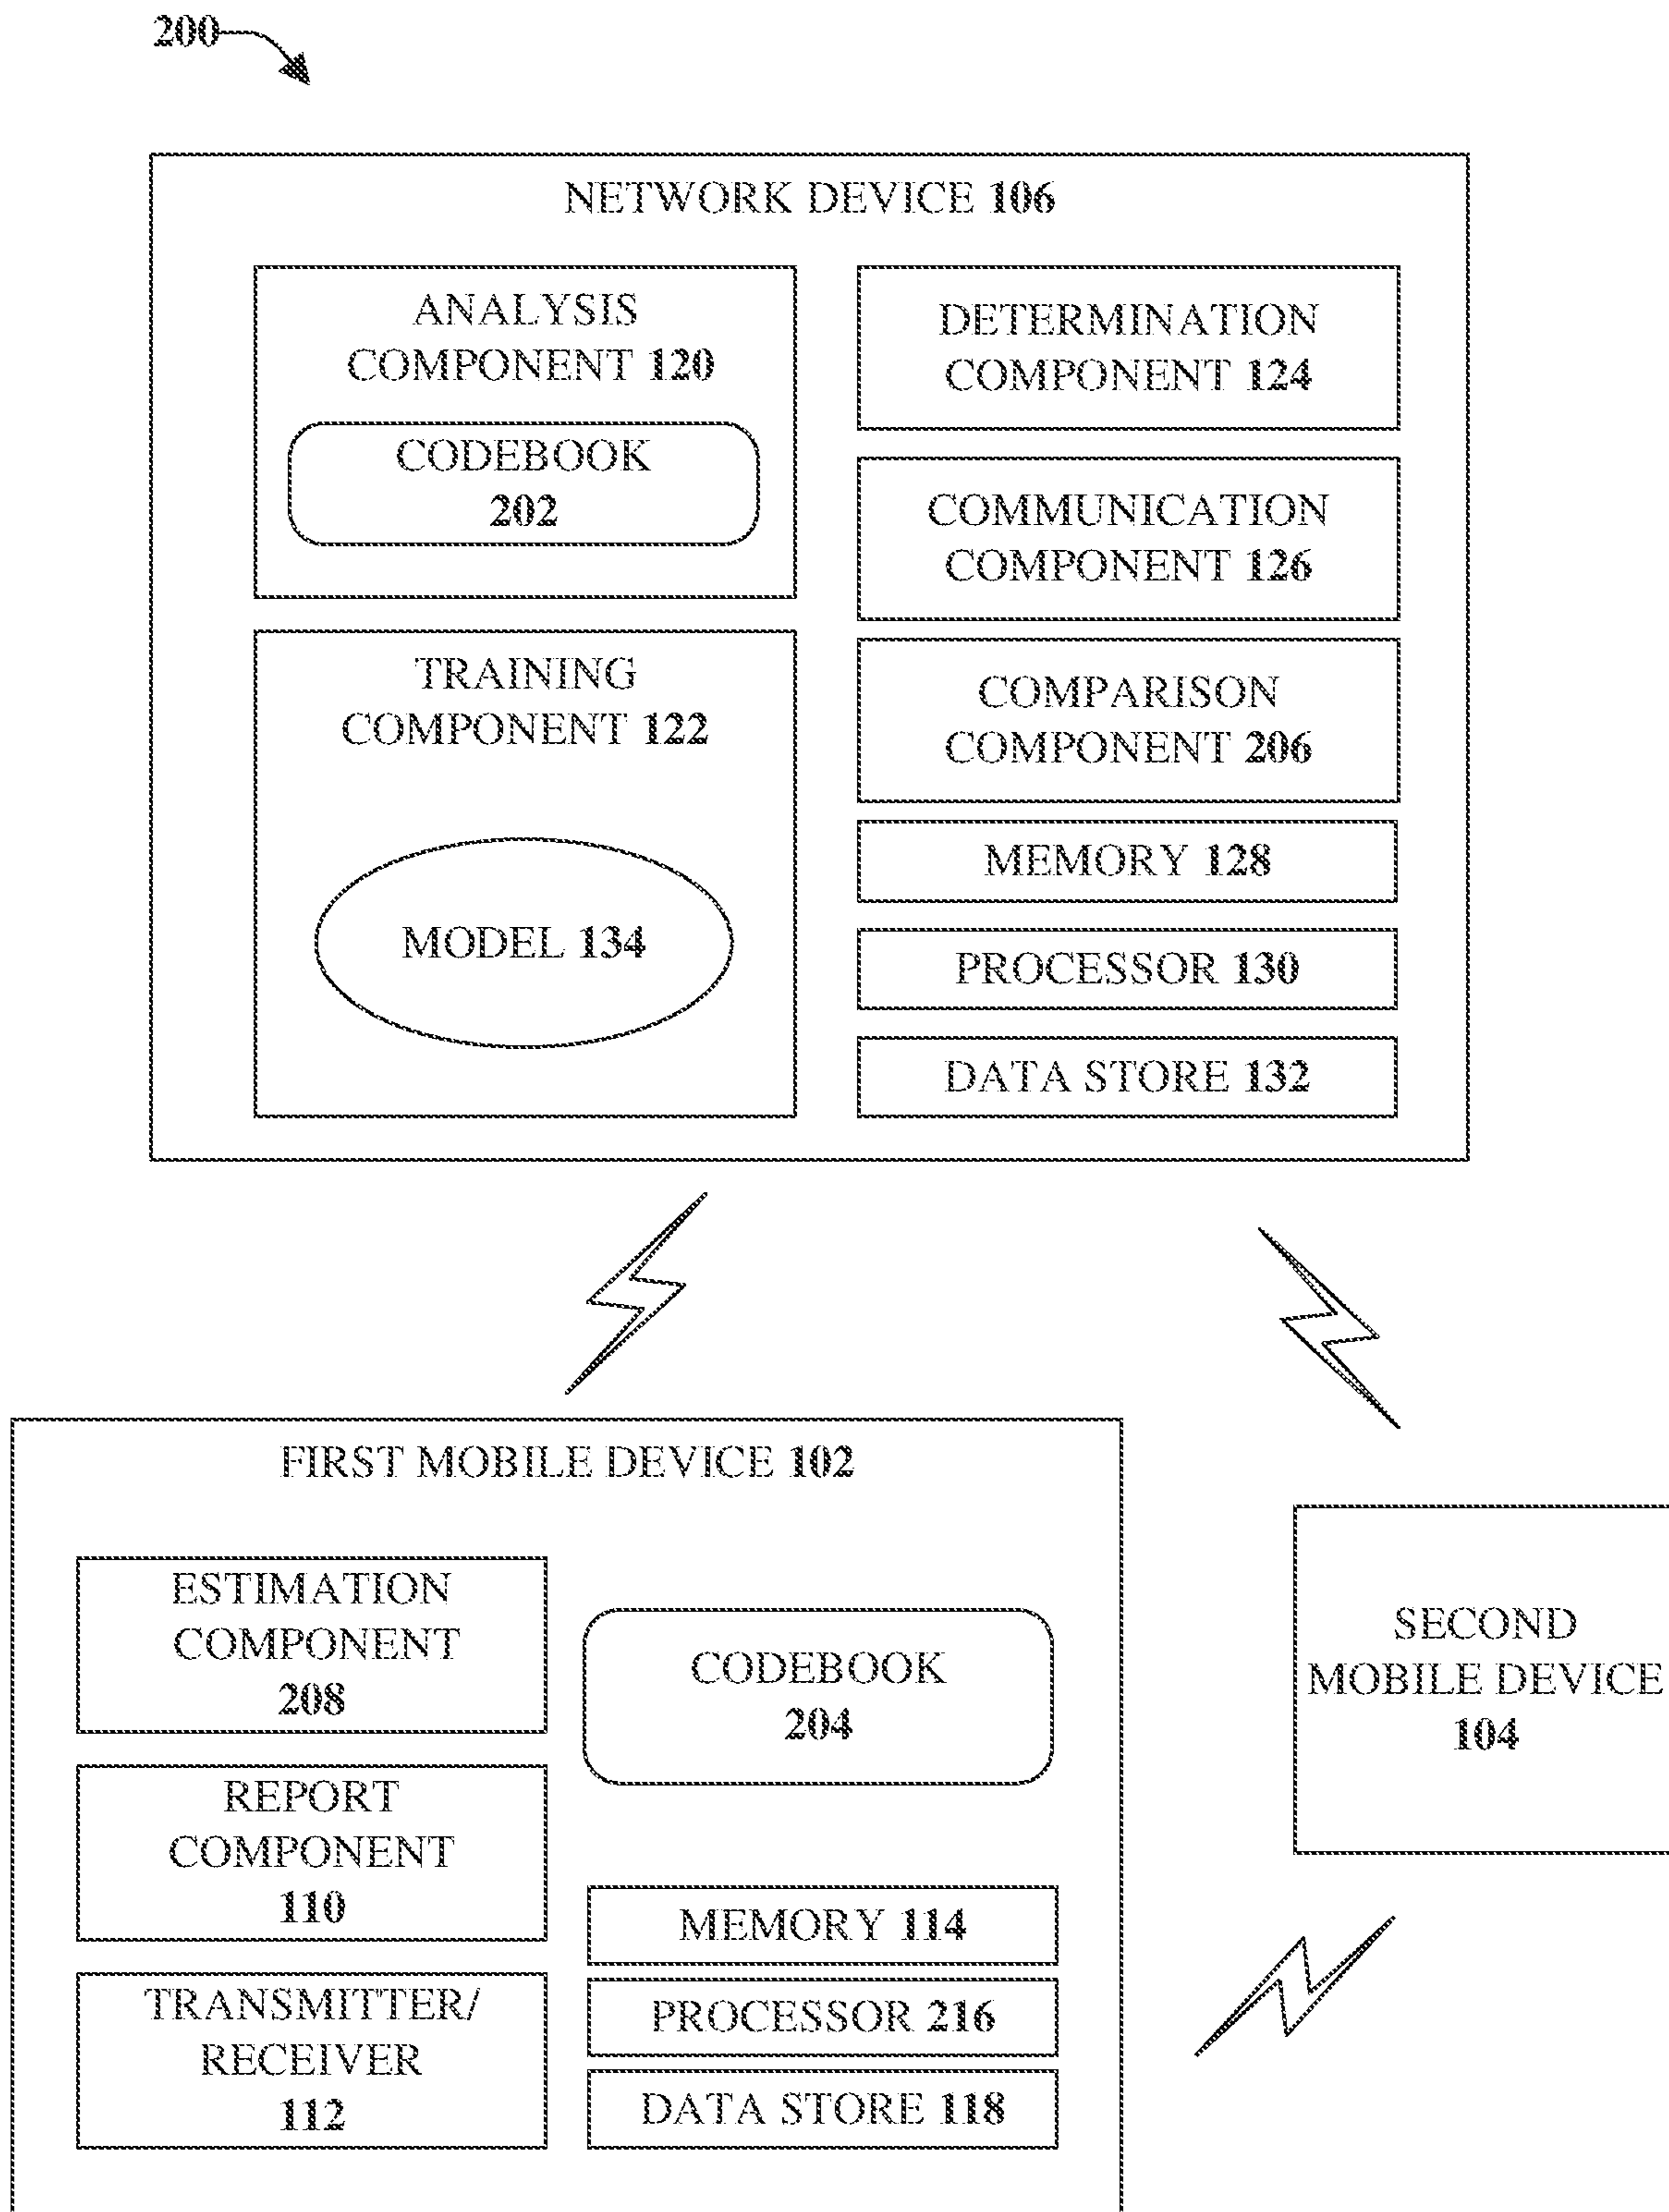 200
NETWORK DEVICE 106
ANALYSIS
COMPONENT 120
CODEBOOK
202
TRAINING
COMPONENT 122
MODEL 134
DETERMINATION
COMPONENT 124
COMMUNICATION
COMPONENT 126
COMPARISON
COMPONENT 206
MEMORY 128
PROCESSOR 130
DATA STORE 132
FIRST MOBILE DEVICE 102
ESTIMATION
COMPONENT
208
REPORT
COMPONENT
110
TRANSMITTER/
RECEIVER
112
CODEBOOK
204
MEMORY 114
PROCESSOR 216
DATA STORE 118
SECOND
MOBILE DEVICE
104